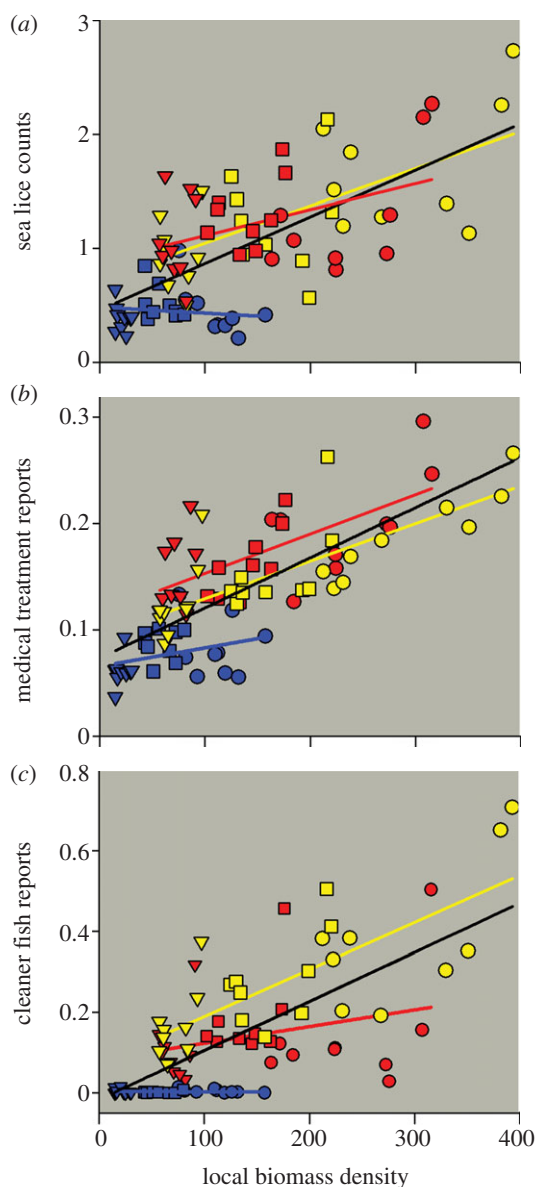 (a)
3
2
1
0
sea lice counts
(b)
0.3
0.2
0.1
0
medical treatment reports
(c)
0.8
0.6
0.4
0.2
0
cleaner fish reports
0 100 200 300 400
local biomass density